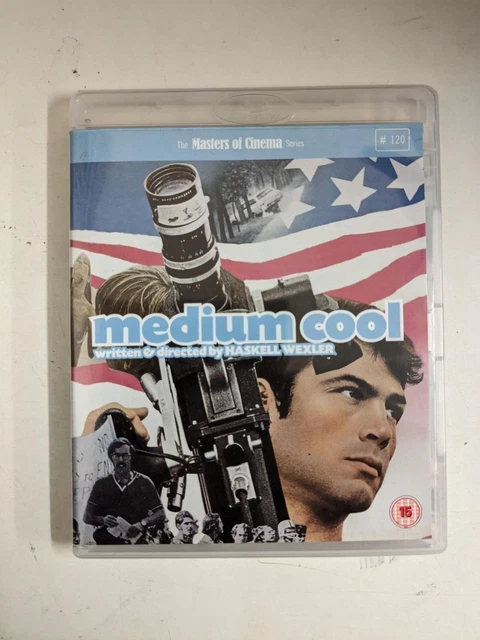 The Masters of Cinema Series
# 120
medium cool
written & directed by HASKELL WEXLER
15